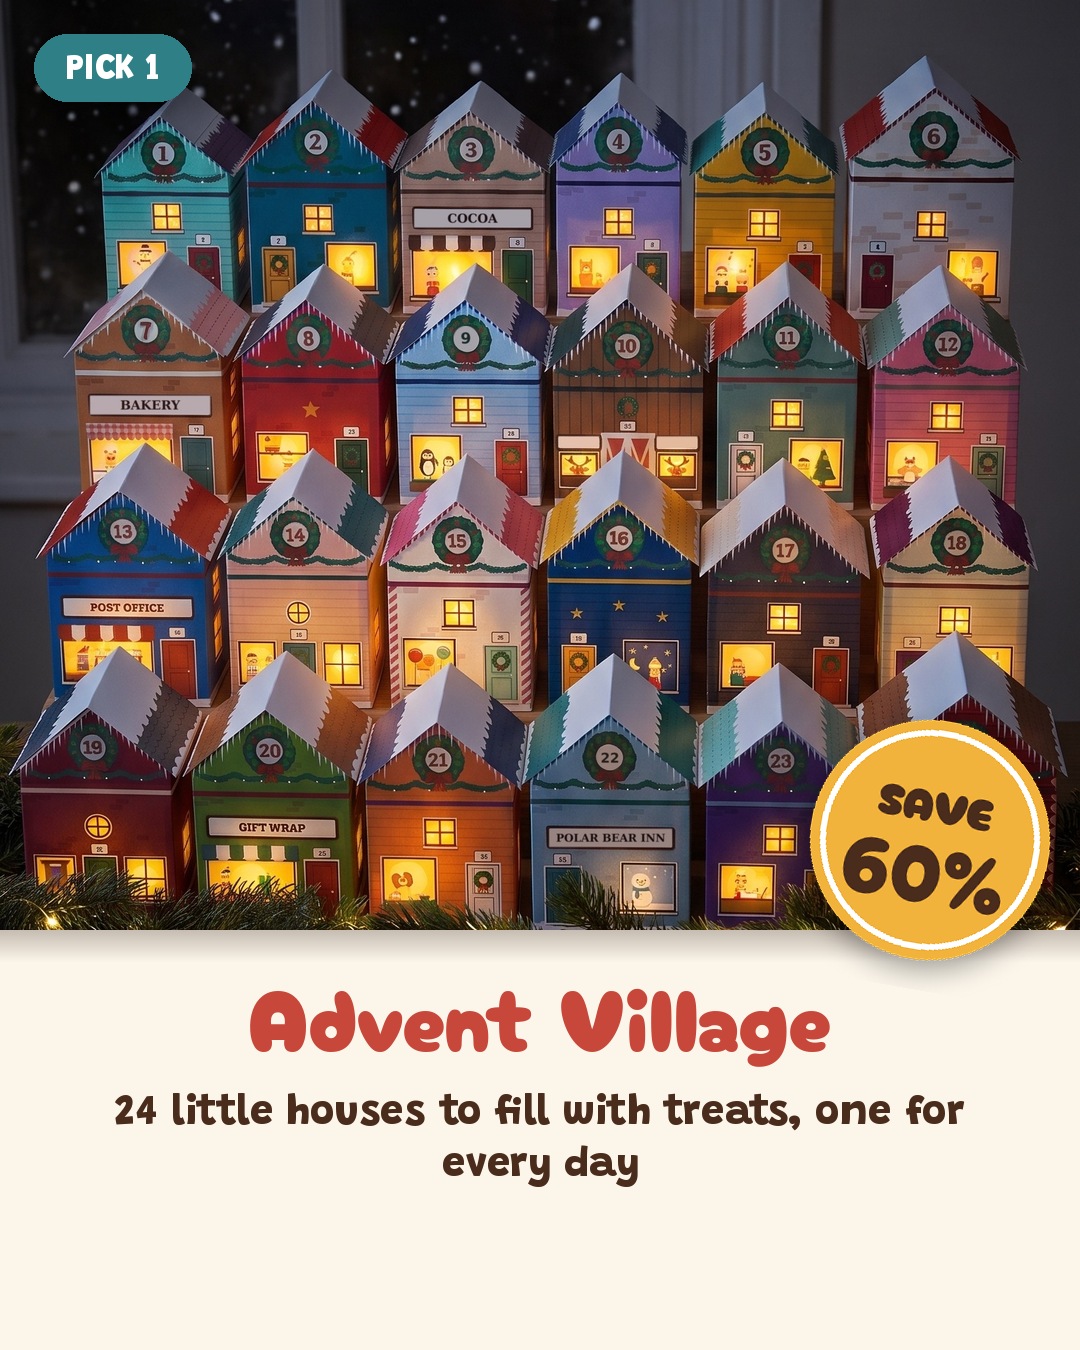 PICK 1
1
2
3
4
5
6
COCOA
7
8
9
10
11
12
BAKERY
13
14
15
16
17
18
POST OFFICE
19
20
21
22
23
GIFT WRAP
POLAR BEAR INN
SAVE
60%
Advent Village
24 little houses to fill with treats, one for
every day